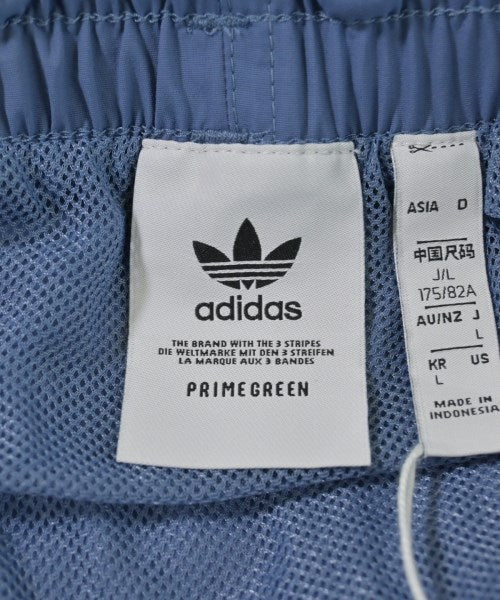 adidas
THE BRAND WITH THE 3 STRIPES
DIE WELTMARKE MIT DEN 3 STREIFEN
LA MARQUE AUX 3 BANDES
PRIMEGREEN
ASIA D
中国尺码
J/L
175/82A
AU/NZ J
L
KR US
L
MADE IN
INDONESIA